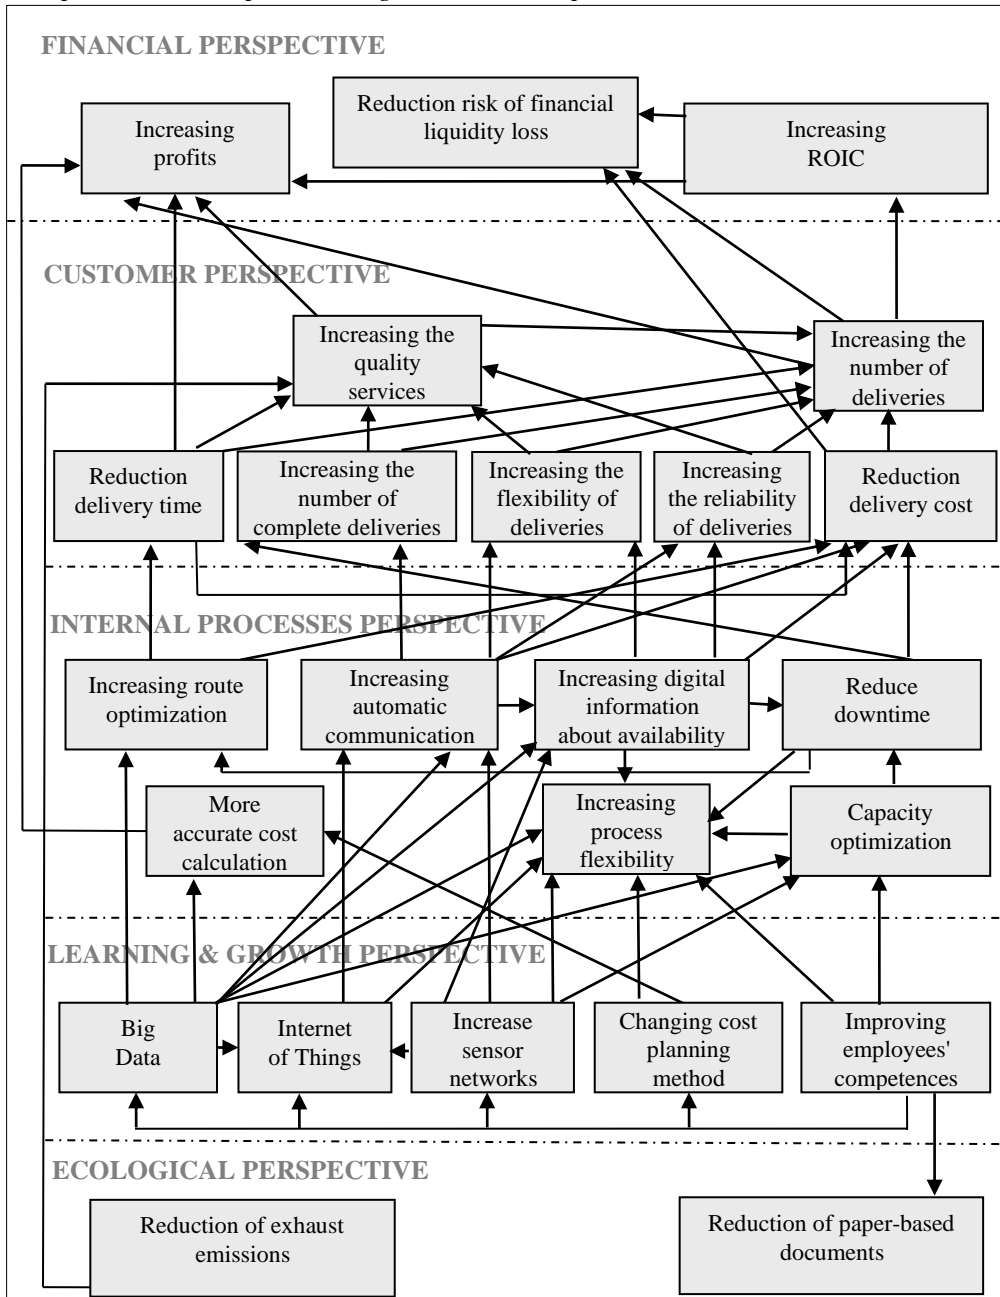 FINANCIAL PERSPECTIVE
Increasing
profits
Reduction risk of financial
liquidity loss
Increasing
ROIC
CUSTOMER PERSPECTIVE
Increasing the
quality
services
Increasing the
number of
deliveries
Reduction
delivery time
Increasing the
number of
complete deliveries
Increasing the
flexibility of
deliveries
Increasing
the reliability
of deliveries
Reduction
delivery cost
INTERNAL PROCESSES PERSPECTIVE
Increasing route
optimization
Increasing
automatic
communication
Increasing digital
information
about availability
Reduce
downtime
More
accurate cost
calculation
Increasing
process
flexibility
Capacity
optimization
LEARNING & GROWTH PERSPECTIVE
Big
Data
Internet
of Things
Increase
sensor
networks
Changing cost
planning
method
Improving
employees'
competences
ECOLOGICAL PERSPECTIVE
Reduction of exhaust
emissions
Reduction of paper-based
documents